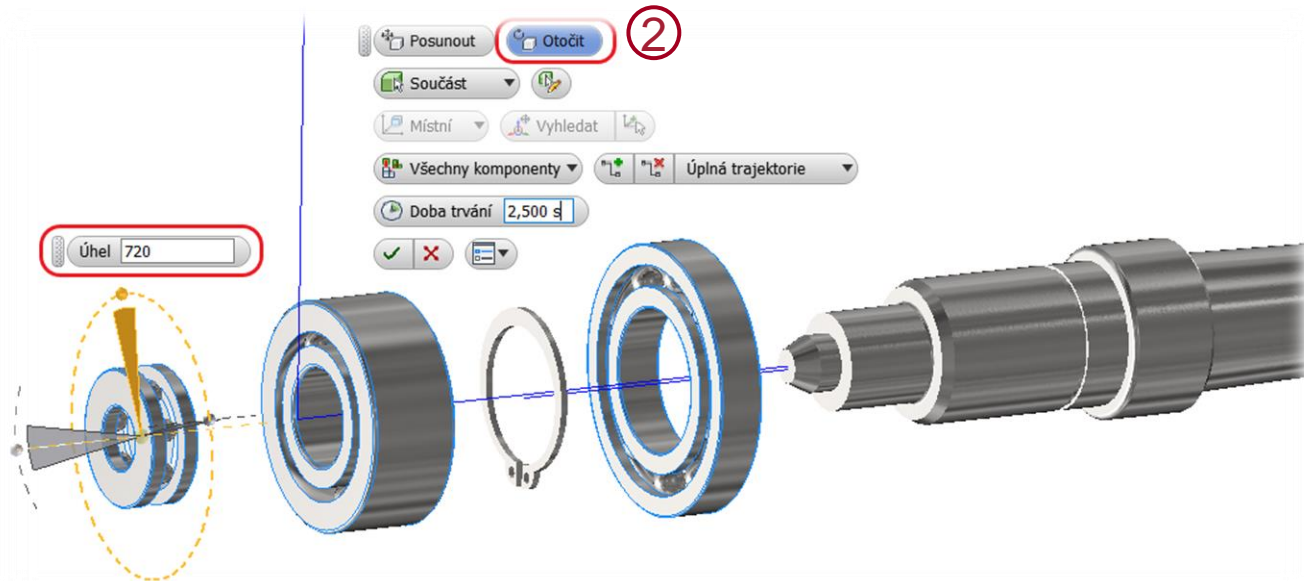 Posunout Otočit 2
Součást
Místní Vyhledat
Všechny komponenty Úplná trajektorie
Doba trvání 2,500 s
Úhel 720